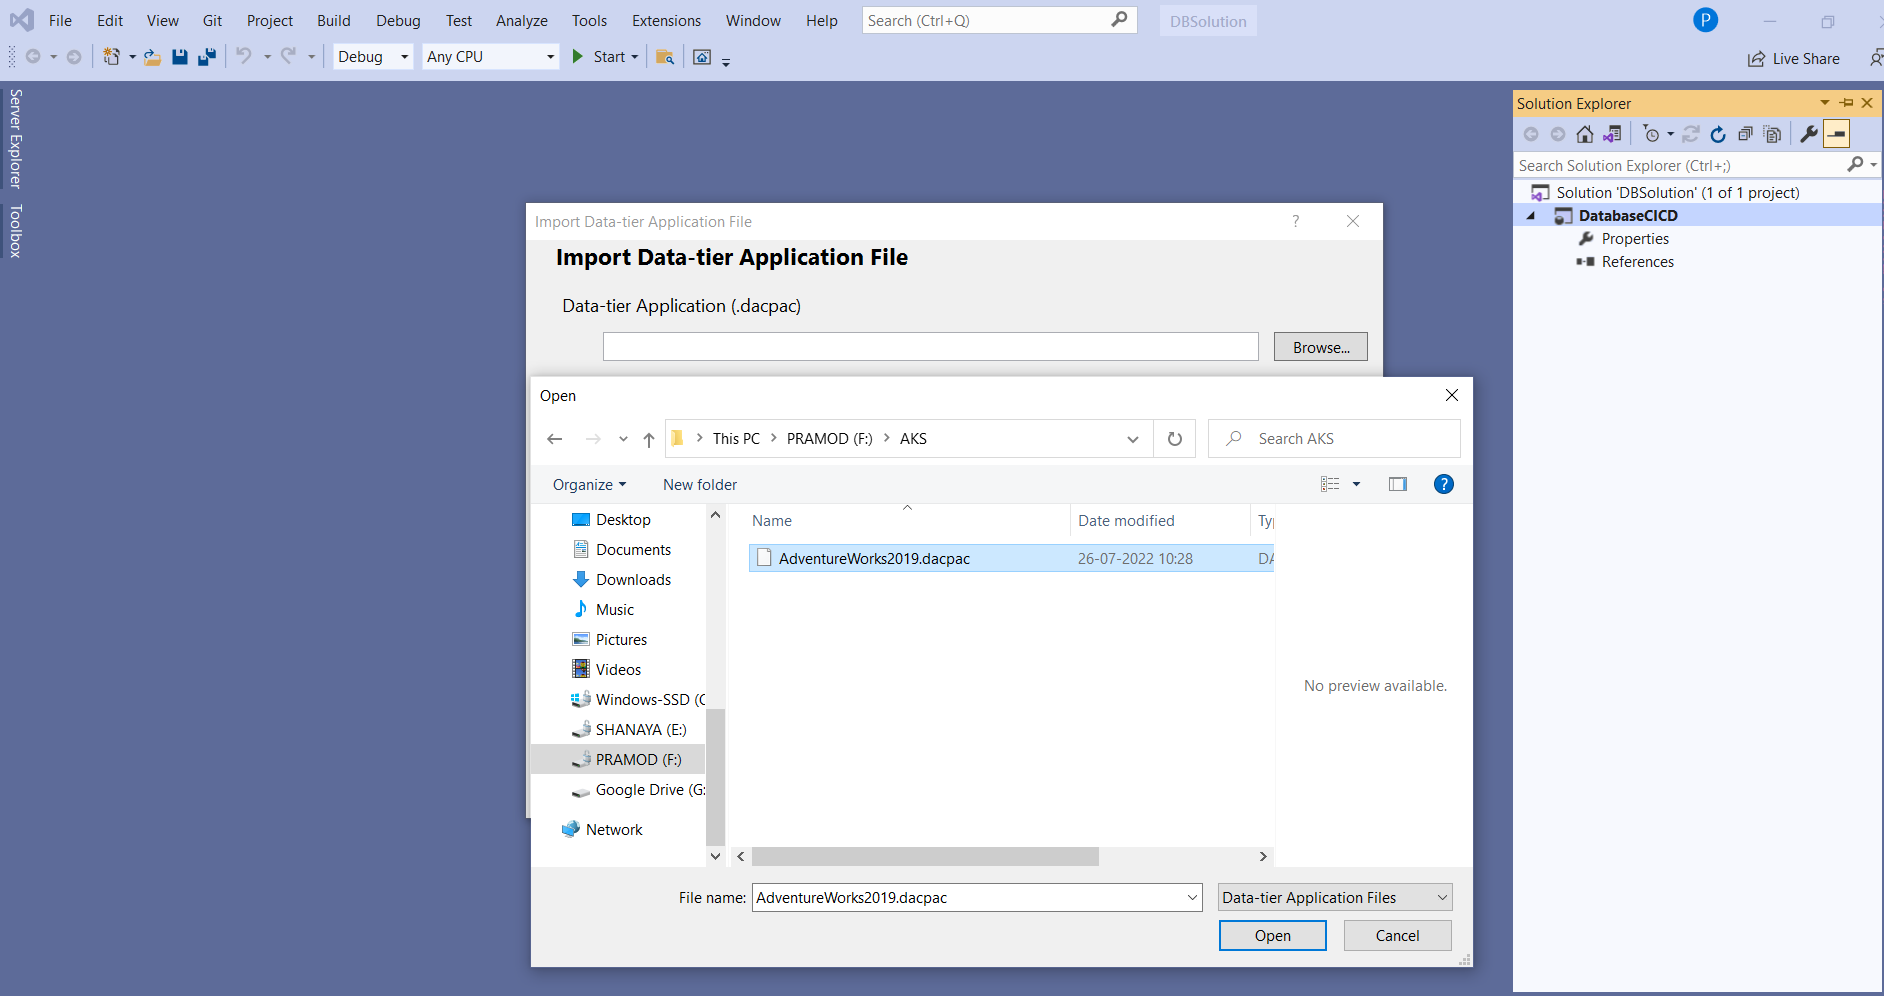 File Edit View Git Project Build Debug Test Analyze Tools Extensions Window Help Search (Ctrl+Q) DBSolution P
Debug Any CPU Start Live Share
Server Explorer
Toolbox
Solution Explorer
Search Solution Explorer (Ctrl+;)
Solution 'DBSolution' (1 of 1 project)
DatabaseCICD
Properties
References
Import Data-tier Application File ?
Import Data-tier Application File
Data-tier Application (.dacpac)
Browse...
Open
This PC PRAMOD (F:) AKS Search AKS
Organize New folder ?
Name Date modified Ty
AdventureWorks2019.dacpac 26-07-2022 10:28 DA
Desktop
Documents
Downloads
Music
Pictures
Videos
Windows-SSD (C
SHANAYA (E:)
PRAMOD (F:)
Google Drive (G:
Network
No preview available.
File name: AdventureWorks2019.dacpac Data-tier Application Files
Open Cancel